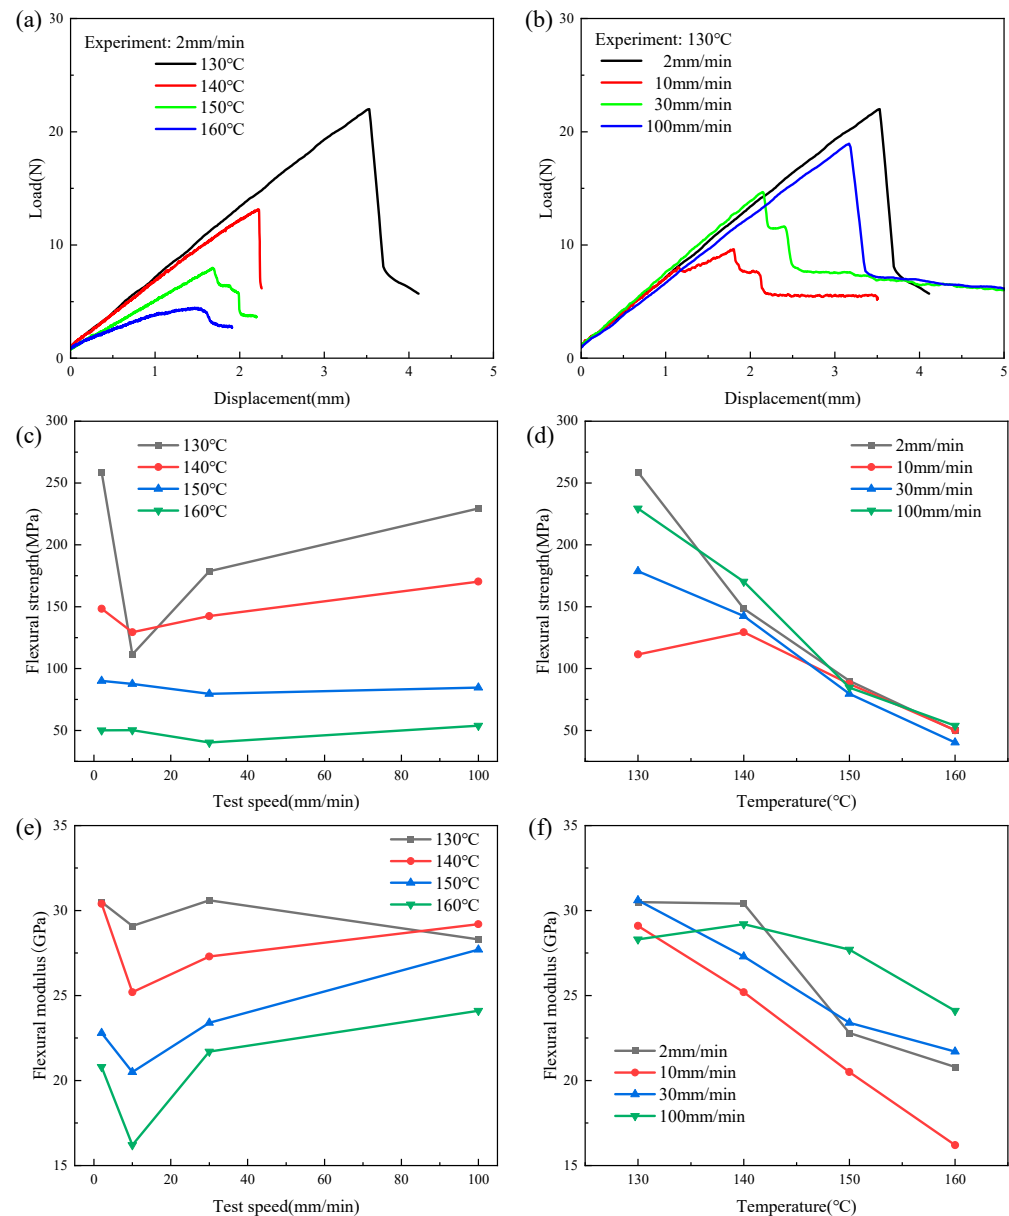 (a)
30
20
10
0
Load(N)
Experiment: 2mm/min
130℃
140℃
150℃
160℃
0 1 2 3 4 5
Displacement(mm)
(b)
30
20
10
0
Load(N)
Experiment: 130℃
2mm/min
10mm/min
30mm/min
100mm/min
0 1 2 3 4 5
Displacement(mm)
(c)
300
250
200
150
100
50
Flexural strength(MPa)
130℃
140℃
150℃
160℃
0 20 40 60 80 100
Test speed(mm/min)
(d)
300
250
200
150
100
50
Flexural strength(MPa)
2mm/min
10mm/min
30mm/min
100mm/min
130 140 150 160
Temperature(℃)
(e)
35
30
25
20
15
Flexural modulus (GPa)
130℃
140℃
150℃
160℃
0 20 40 60 80 100
Test speed(mm/min)
(f)
35
30
25
20
15
Flexural modulus (GPa)
2mm/min
10mm/min
30mm/min
100mm/min
130 140 150 160
Temperature(℃)